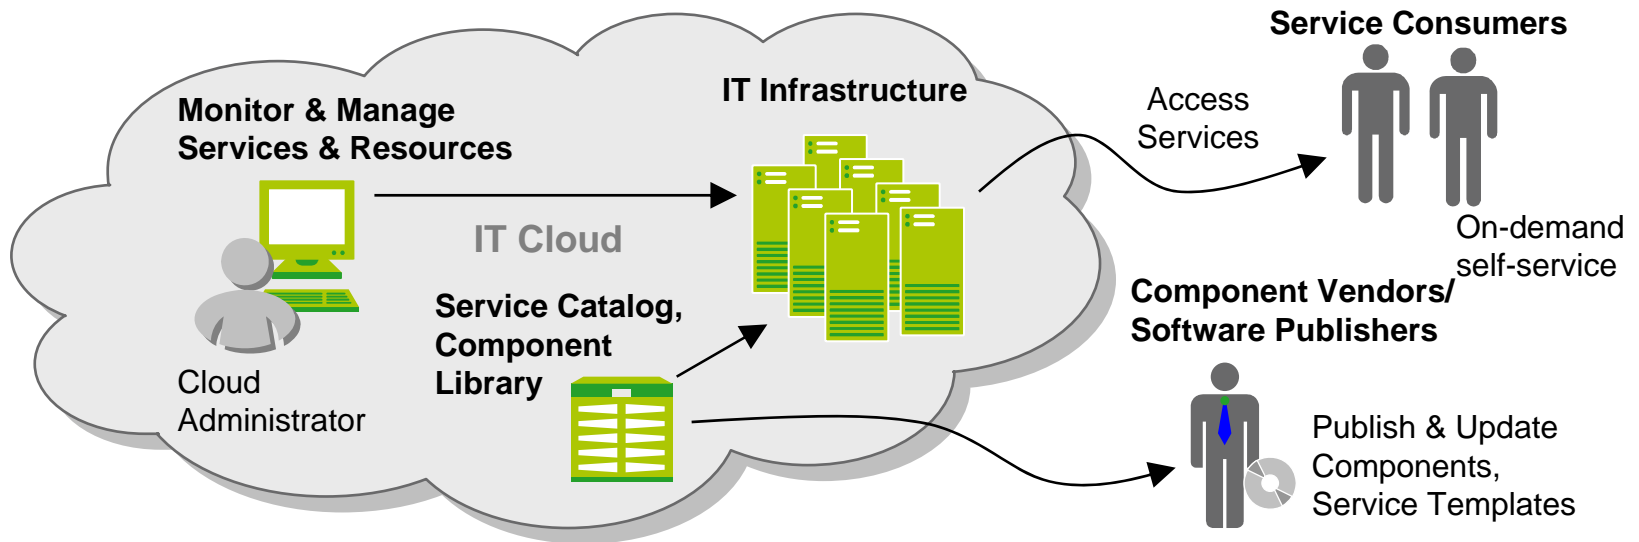 Service Consumers
IT Infrastructure
Monitor & Manage
Services & Resources
Access
Services
IT Cloud
On-demand
self-service
Service Catalog,
Component
Library
Component Vendors/
Software Publishers
Cloud
Administrator
Publish & Update
Components,
Service Templates